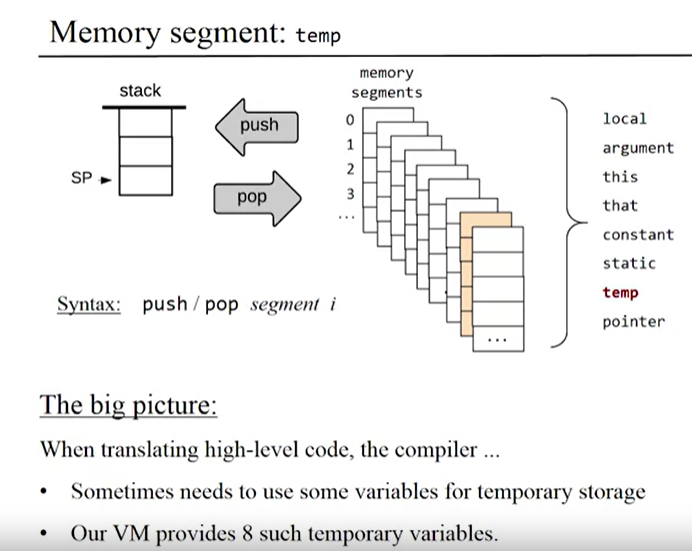 Memory segment: temp
memory
segments
stack
push
pop
SP
0
1
2
3
...
...
local
argument
this
that
constant
static
temp
pointer
Syntax: push / pop segment i
The big picture:
When translating high-level code, the compiler ...
• Sometimes needs to use some variables for temporary storage
• Our VM provides 8 such temporary variables.